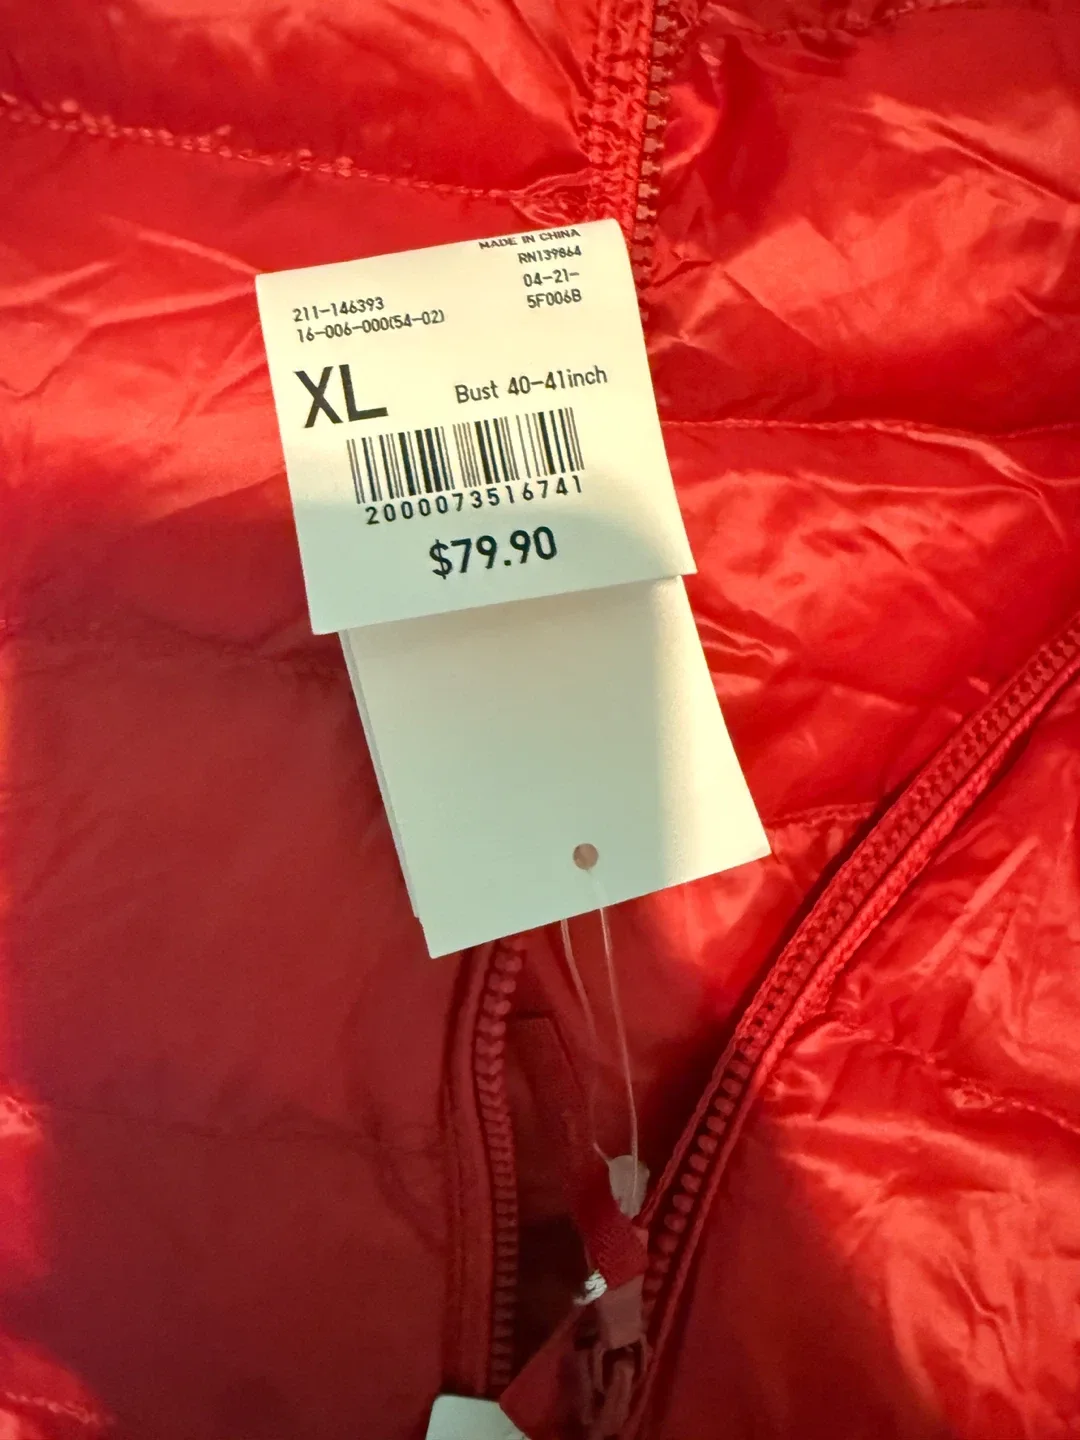 MADE IN CHINA
RN139864
04-21-
5F006B
211-146393
16-006-000(54-02)
XL
Bust 40-41inch
2000073516741
$79.90